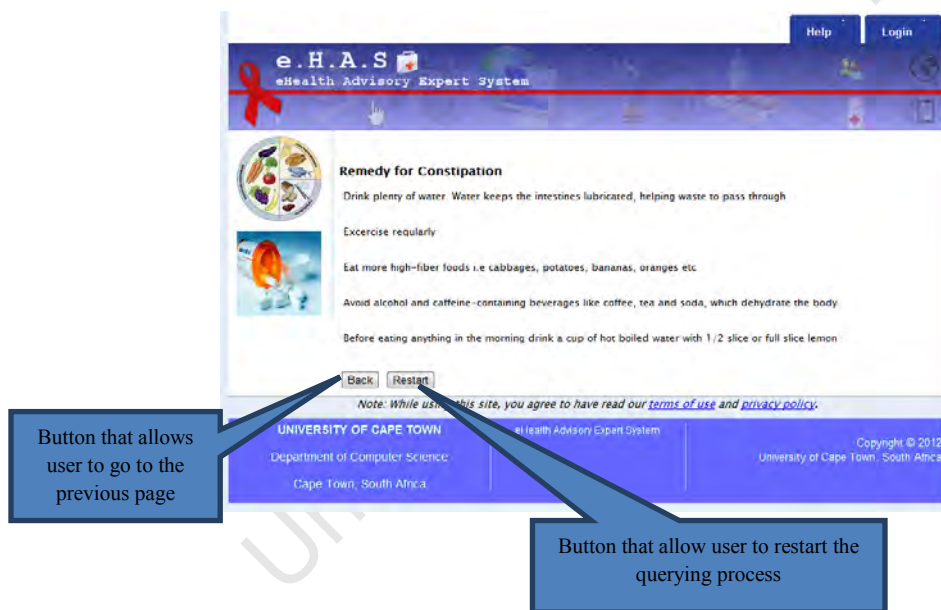 Help Login
e.H.A.S
eHealth Advisory Expert System
Remedy for Constipation
Drink plenty of water Water keeps the intestines lubricated, helping waste to pass through
Excercise regularly
Eat more high-fiber foods i.e cabbages, potatoes, bananas, oranges etc
Avoid alcohol and caffeine-containing beverages like coffee, tea and soda, which dehydrate the body
Before eating anything in the morning drink a cup of hot boiled water with 1/2 slice or full slice lemon
Back Restart
Note: While using this site, you agree to have read our terms of use and privacy policy.
UNIVERSITY OF CAPE TOWN
Department of Computer Science
Cape Town, South Africa
eHealth Advisory Expert System
Copyright © 2012
University of Cape Town, South Africa
Button that allows
user to go to the
previous page
Button that allow user to restart the
querying process